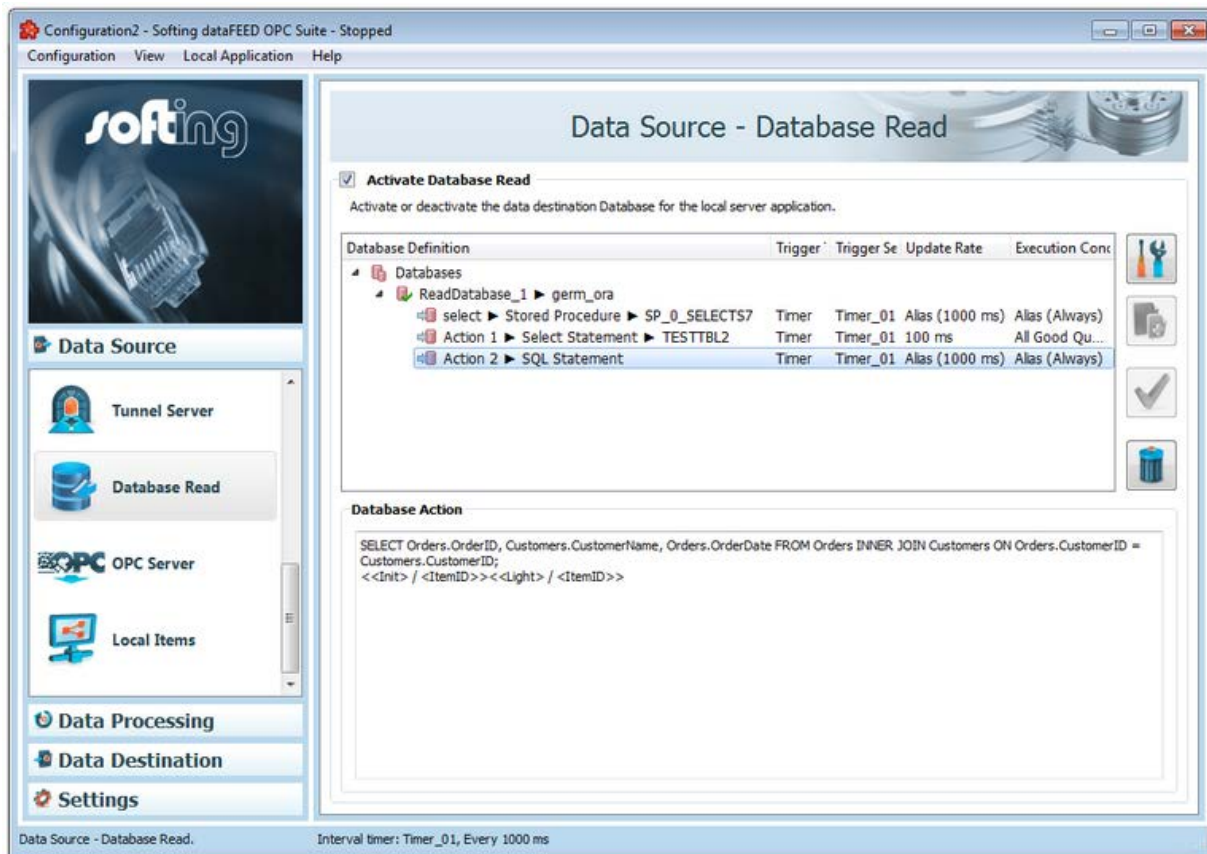 Configuration2 - Softing dataFEED OPC Suite - Stopped
Configuration View Local Application Help
softing
Data Source
Tunnel Server
Database Read
OPC OPC Server
Local Items
Data Processing
Data Destination
Settings
Data Source - Database Read
Activate Database Read
Activate or deactivate the data destination Database for the local server application.
Database Definition Trigger Trigger Se Update Rate Execution Conc
Databases
ReadDatabase_1 ► germ_ora
select ► Stored Procedure ► SP_0_SELECTS7 Timer Timer_01 Alias (1000 ms) Alias (Always)
Action 1 ► Select Statement ► TESTTBL2 Timer Timer_01 100 ms All Good Qu...
Action 2 ► SQL Statement Timer Timer_01 Alias (1000 ms) Alias (Always)
Database Action
SELECT Orders.OrderID, Customers.CustomerName, Orders.OrderDate FROM Orders INNER JOIN Customers ON Orders.CustomerID =
Customers.CustomerID;
<<Init> / <ItemID>><<Light> / <ItemID>>
Data Source - Database Read. Interval timer: Timer_01, Every 1000 ms